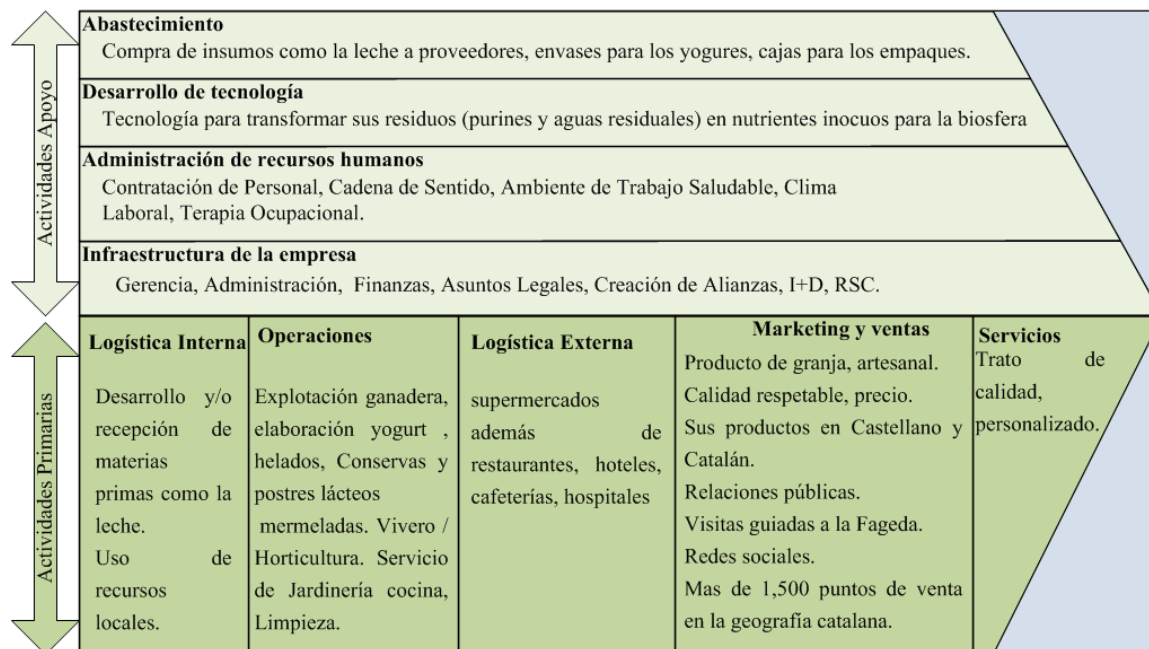 Actividades Apoyo
Abastecimiento
Compra de insumos como la leche a proveedores, envases para los yogures, cajas para los empaques.
Desarrollo de tecnología
Tecnología para transformar sus residuos (purines y aguas residuales) en nutrientes inocuos para la biosfera
Administración de recursos humanos
Contratación de Personal, Cadena de Sentido, Ambiente de Trabajo Saludable, Clima
Laboral, Terapia Ocupacional.
Infraestructura de la empresa
Gerencia, Administración, Finanzas, Asuntos Legales, Creación de Alianzas, I+D, RSC.
Actividades Primarias
Logística Interna
Desarrollo y/o
recepción de
materias
primas como la
leche.
Uso de
recursos
locales.
Operaciones
Explotación ganadera,
elaboración yogurt ,
helados, Conservas y
postres lácteos
mermeladas. Vivero /
Horticultura. Servicio
de Jardinería cocina,
Limpieza.
Logística Externa
supermercados
además de
restaurantes, hoteles,
cafeterías, hospitales
Marketing y ventas
Producto de granja, artesanal.
Calidad respetable, precio.
Sus productos en Castellano y
Catalán.
Relaciones públicas.
Visitas guiadas a la Fageda.
Redes sociales.
Mas de 1,500 puntos de venta
en la geografía catalana.
Servicios
Trato de
calidad,
personalizado.